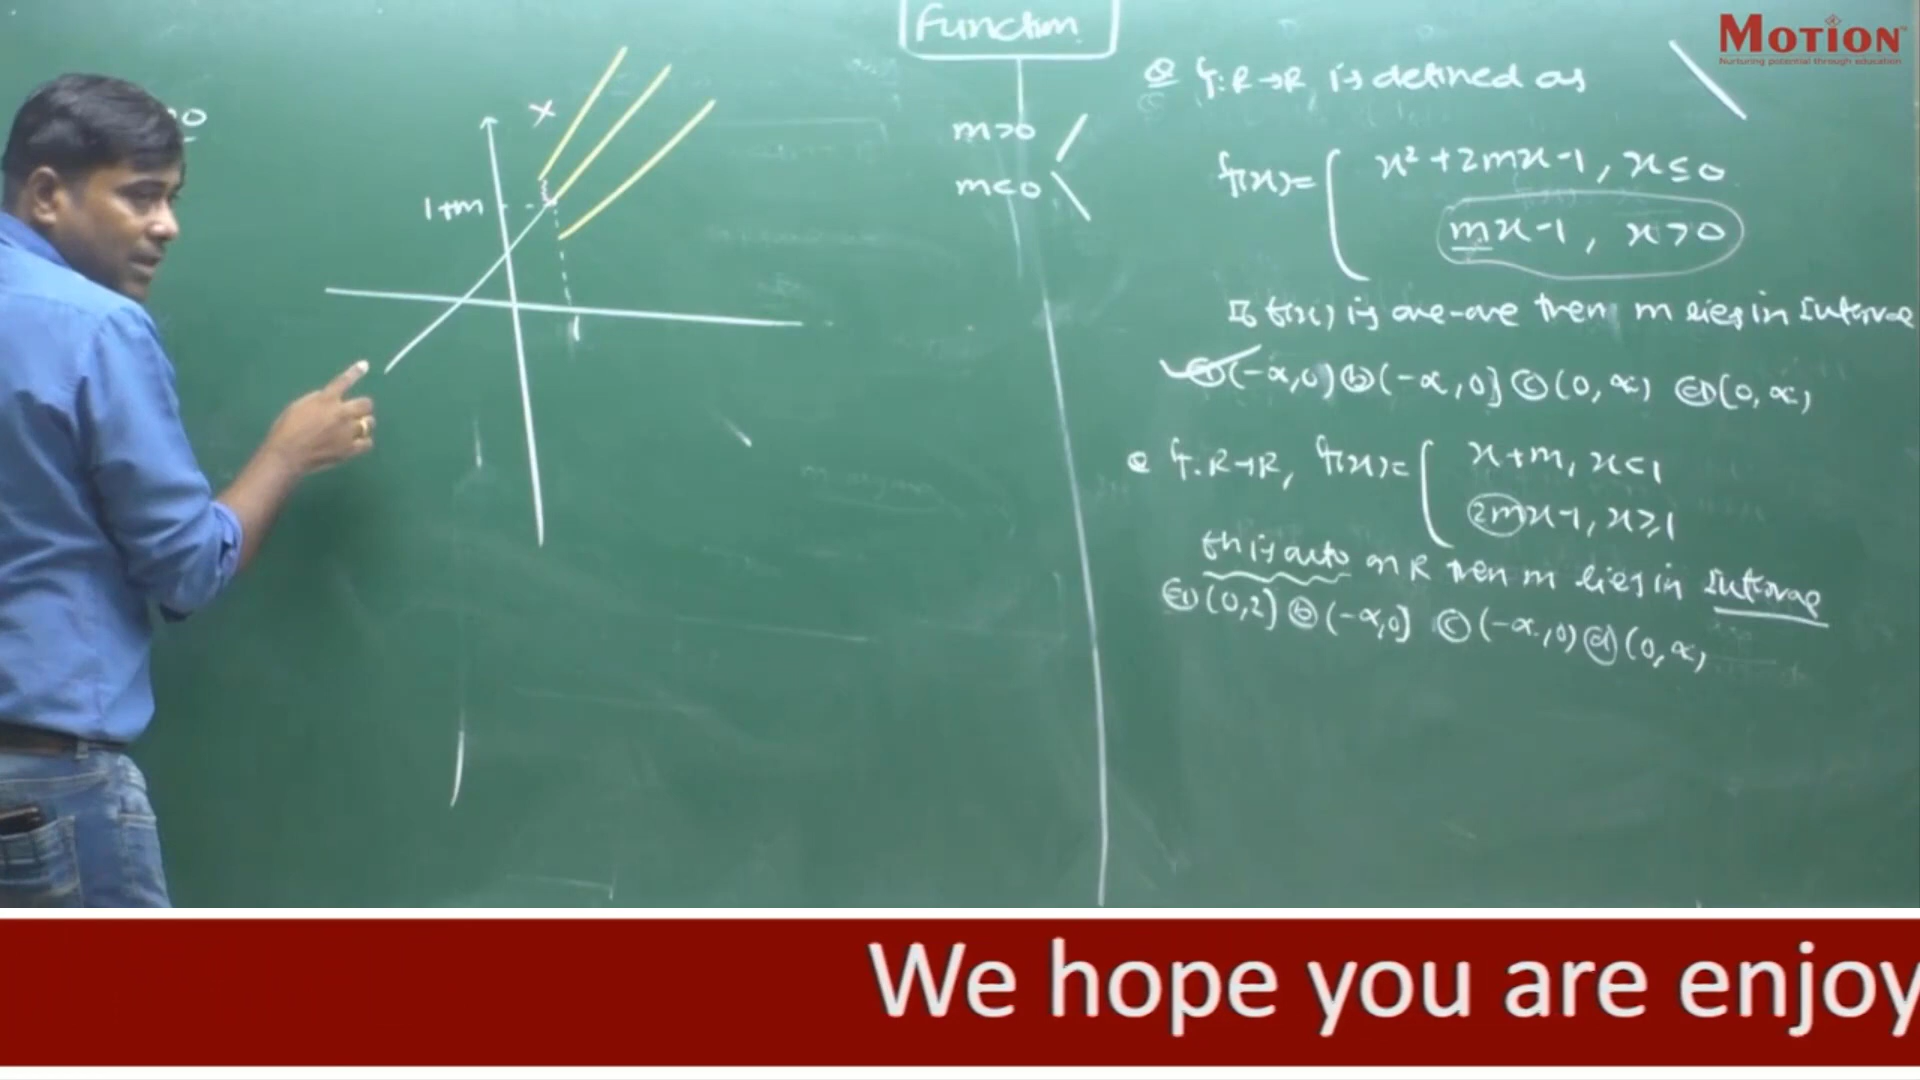 MOTION
Nurturing potential through education
Function
1+m
1
m>0
m<0
Q f:R→R is defined as
f(x)= { x²+2mx-1, x≤0
mx-1, x>0
If f(x) is one-one then m lies in Interval
(a) (-∞,0) (b) (-∞,0] (c) (0,∞) (d) [0,∞)
Q f:R→R, f(x)= { x+m, x<1
2mx-1, x≥1
f(x) is onto on R then m lies in Interval
(a) (0,2] (b) (-∞,0] (c) (-∞,0) (d) (0,∞)
We hope you are enjoy